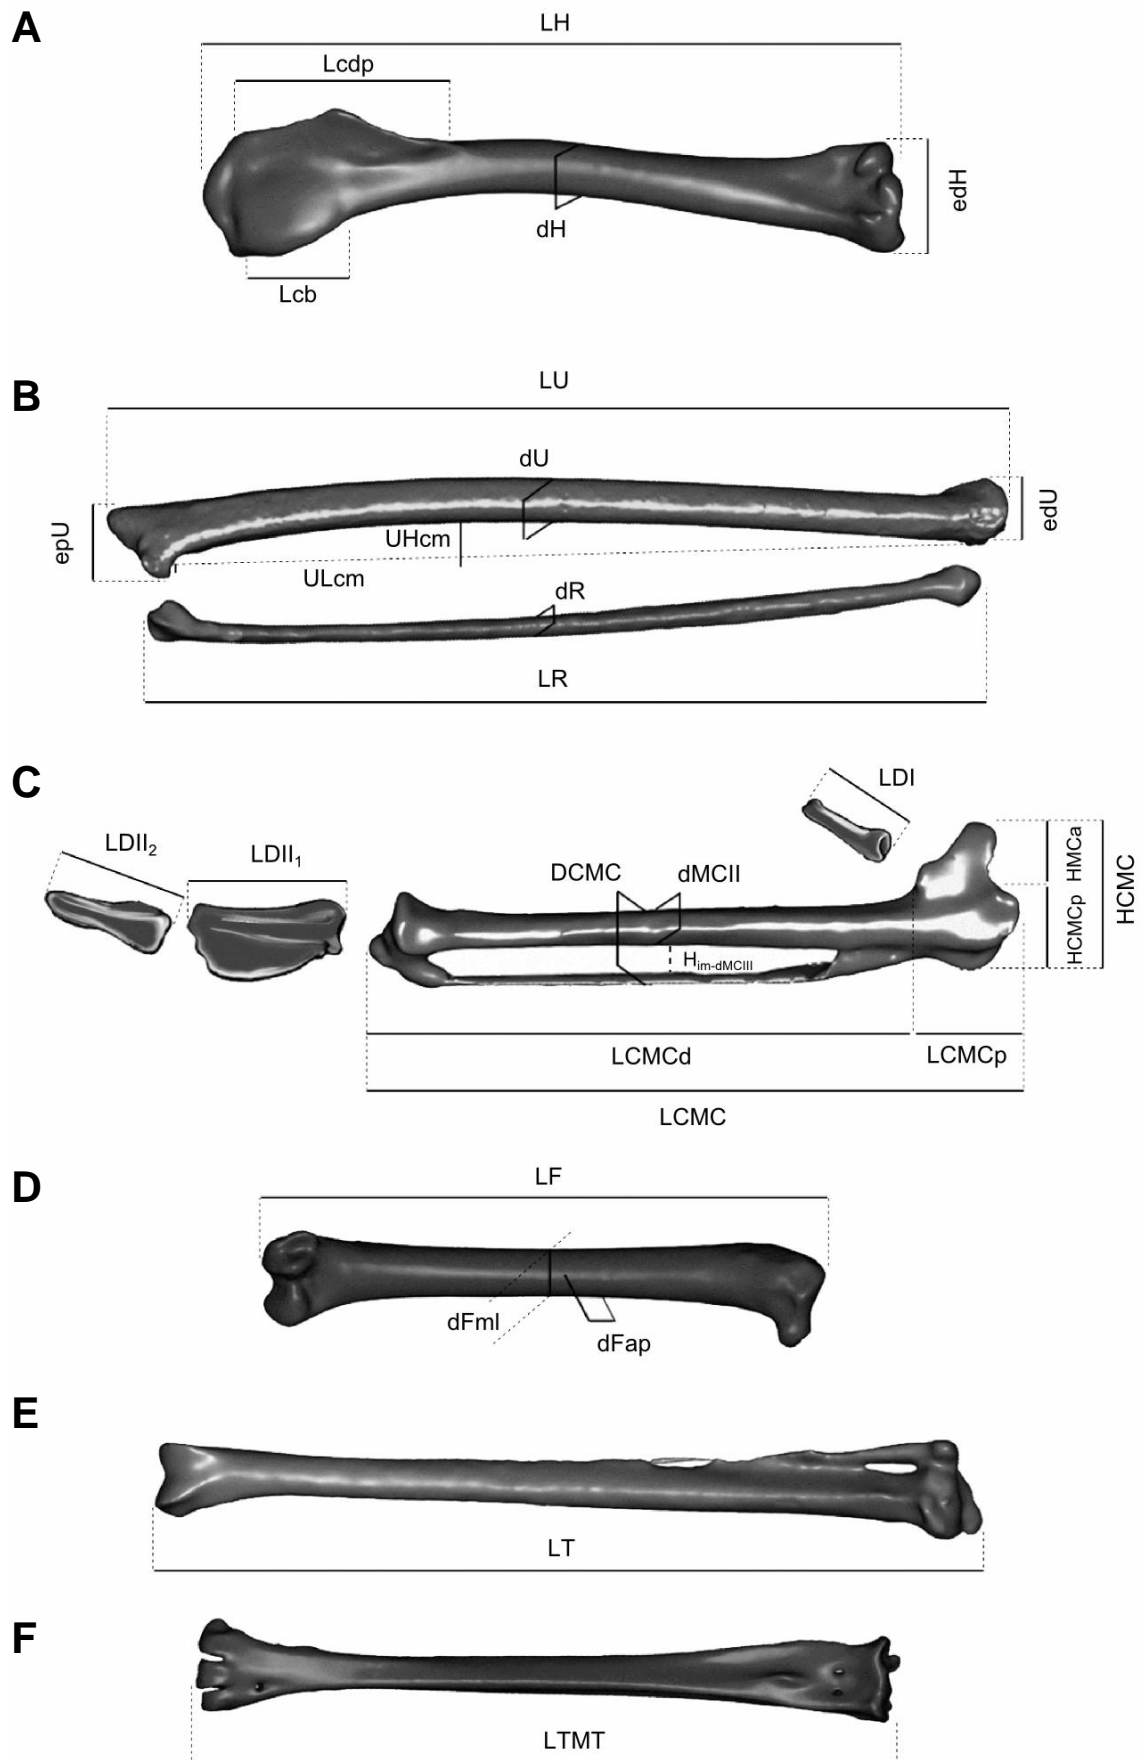 A
LH
Lcdp
edH
dH
Lcb
B
LU
dU
epU
edU
UHcm
ULcm
dR
LR
C
LDI
LDII2
LDII1
DCMC
dMCII
HMCa
HCMC
HCMCp
Him-dMCIII
LCMCd
LCMCp
LCMC
D
LF
dFml
dFap
E
LT
F
LTMT